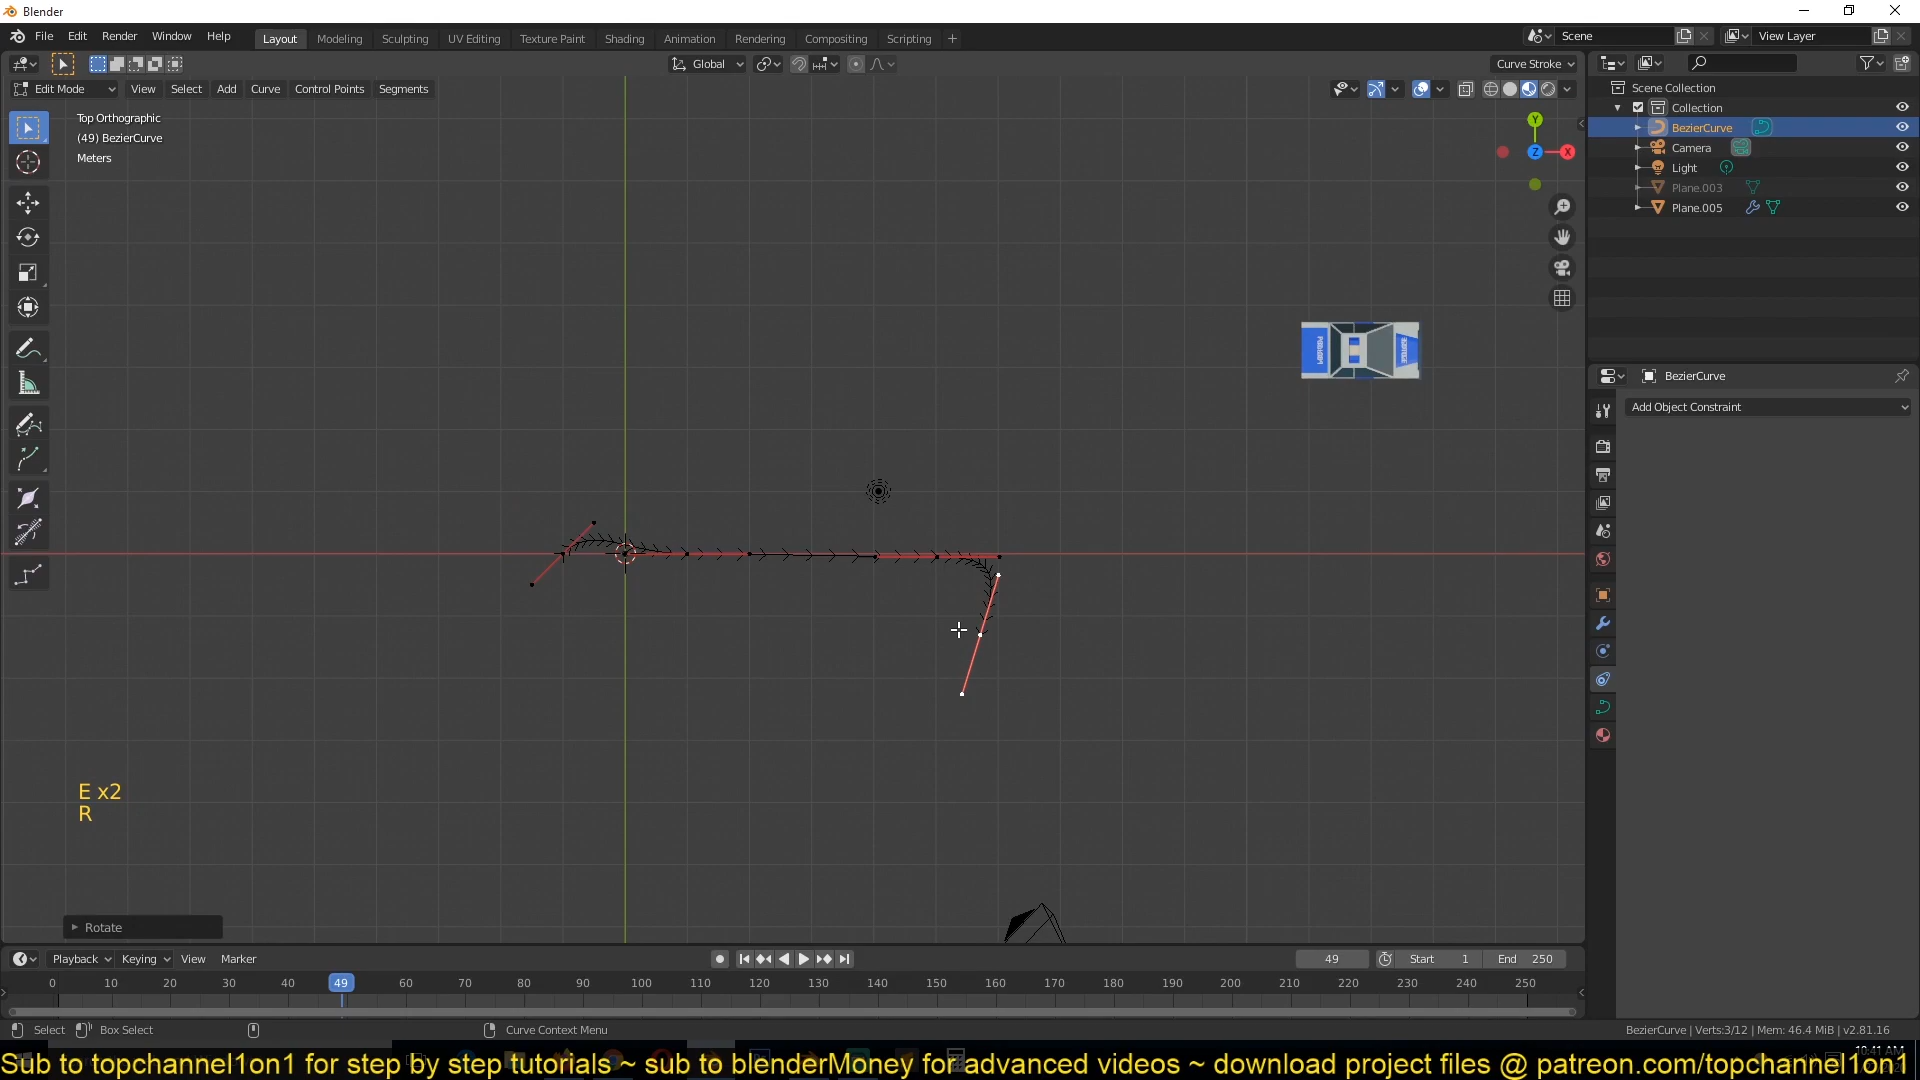 Blender
File Edit Render Window Help Layout Modeling Sculpting UV Editing Texture Paint Shading Animation Rendering Compositing Scripting + Scene View Layer
Global Curve Stroke
Edit Mode View Select Add Curve Control Points Segments
Top Orthographic
(49) BezierCurve
Meters
Y
Z
X
Scene Collection
Collection
BezierCurve
Camera
Light
Plane.003
Plane.005
BezierCurve
Add Object Constraint
E x2
R
Rotate
Playback Keying View Marker 49 Start 1 End 250
0 10 20 30 40 49 60 70 80 90 100 110 120 130 140 150 160 170 180 190 200 210 220 230 240 250
Select Box Select Curve Context Menu BezierCurve | Verts:3/12 | Mem: 46.4 MiB | v2.81.16
10:41 AM
Sub to topchannel1on1 for step by step tutorials ~ sub to benderMoney for advanced videos ~ download project files @ patreon.com/topchannel1on1